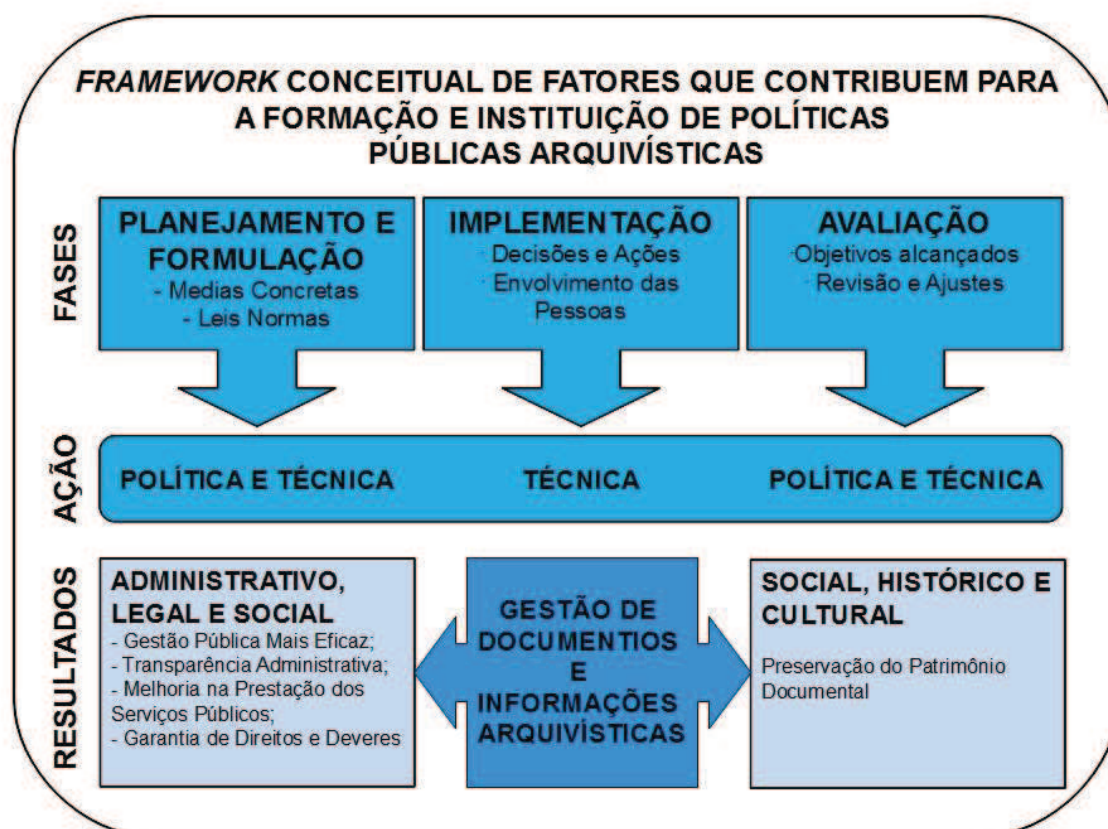 FRAMEWORK CONCEITUAL DE FATORES QUE CONTRIBUEM PARA
A FORMAÇÃO E INSTITUIÇÃO DE POLÍTICAS
PÚBLICAS ARQUIVÍSTICAS
FASES
PLANEJAMENTO E
FORMULAÇÃO
- Medias Concretas
- Leis Normas
IMPLEMENTAÇÃO
· Decisões e Ações
· Envolvimento das
Pessoas
AVALIAÇÃO
·Objetivos alcançados
· Revisão e Ajustes
AÇÃO
POLÍTICA E TÉCNICA
TÉCNICA
POLÍTICA E TÉCNICA
RESULTADOS
ADMINISTRATIVO,
LEGAL E SOCIAL
- Gestão Pública Mais Eficaz;
- Transparência Administrativa;
- Melhoria na Prestação dos
Serviços Públicos;
- Garantia de Direitos e Deveres
GESTÃO DE
DOCUMENTIOS
E
INFORMAÇÕES
ARQUIVÍSTICAS
SOCIAL, HISTÓRICO E
CULTURAL
Preservação do Patrimônio
Documental